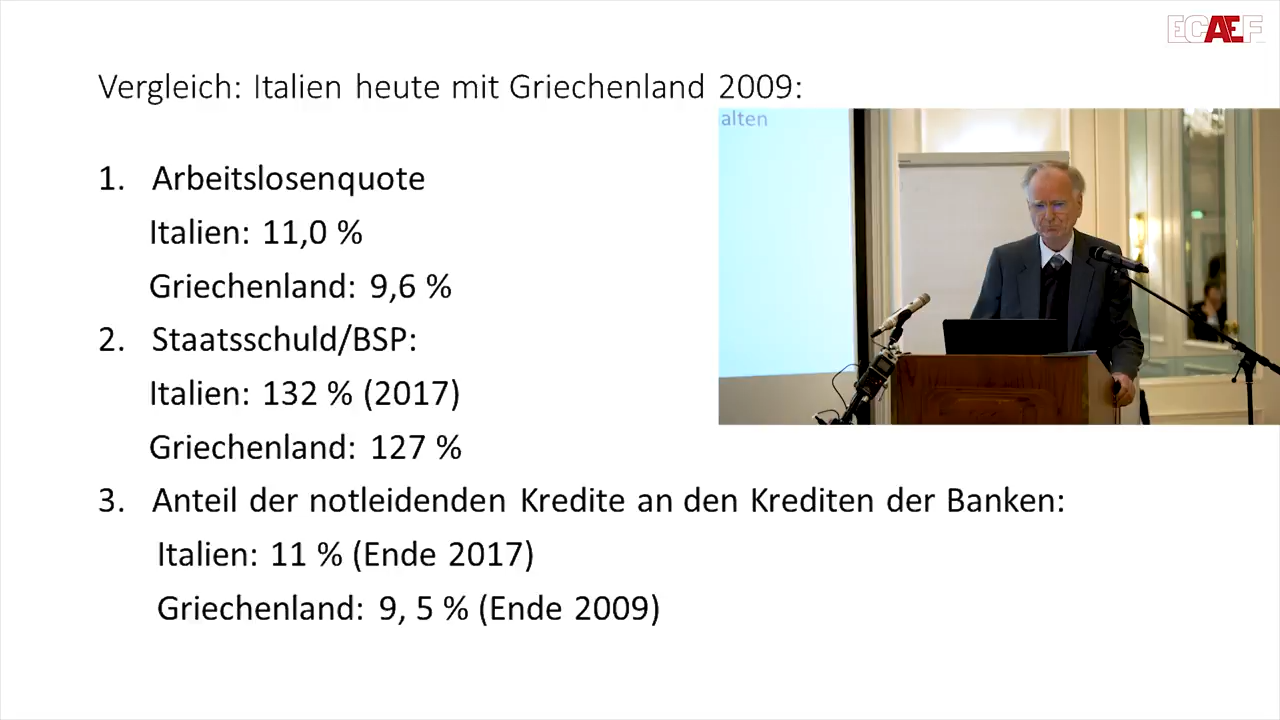 ECAEF
Vergleich: Italien heute mit Griechenland 2009:
alten
1. Arbeitslosenquote
Italien: 11,0 %
Griechenland: 9,6 %
2. Staatsschuld/BSP:
Italien: 132 % (2017)
Griechenland: 127 %
3. Anteil der notleidenden Kredite an den Krediten der Banken:
Italien: 11 % (Ende 2017)
Griechenland: 9, 5 % (Ende 2009)